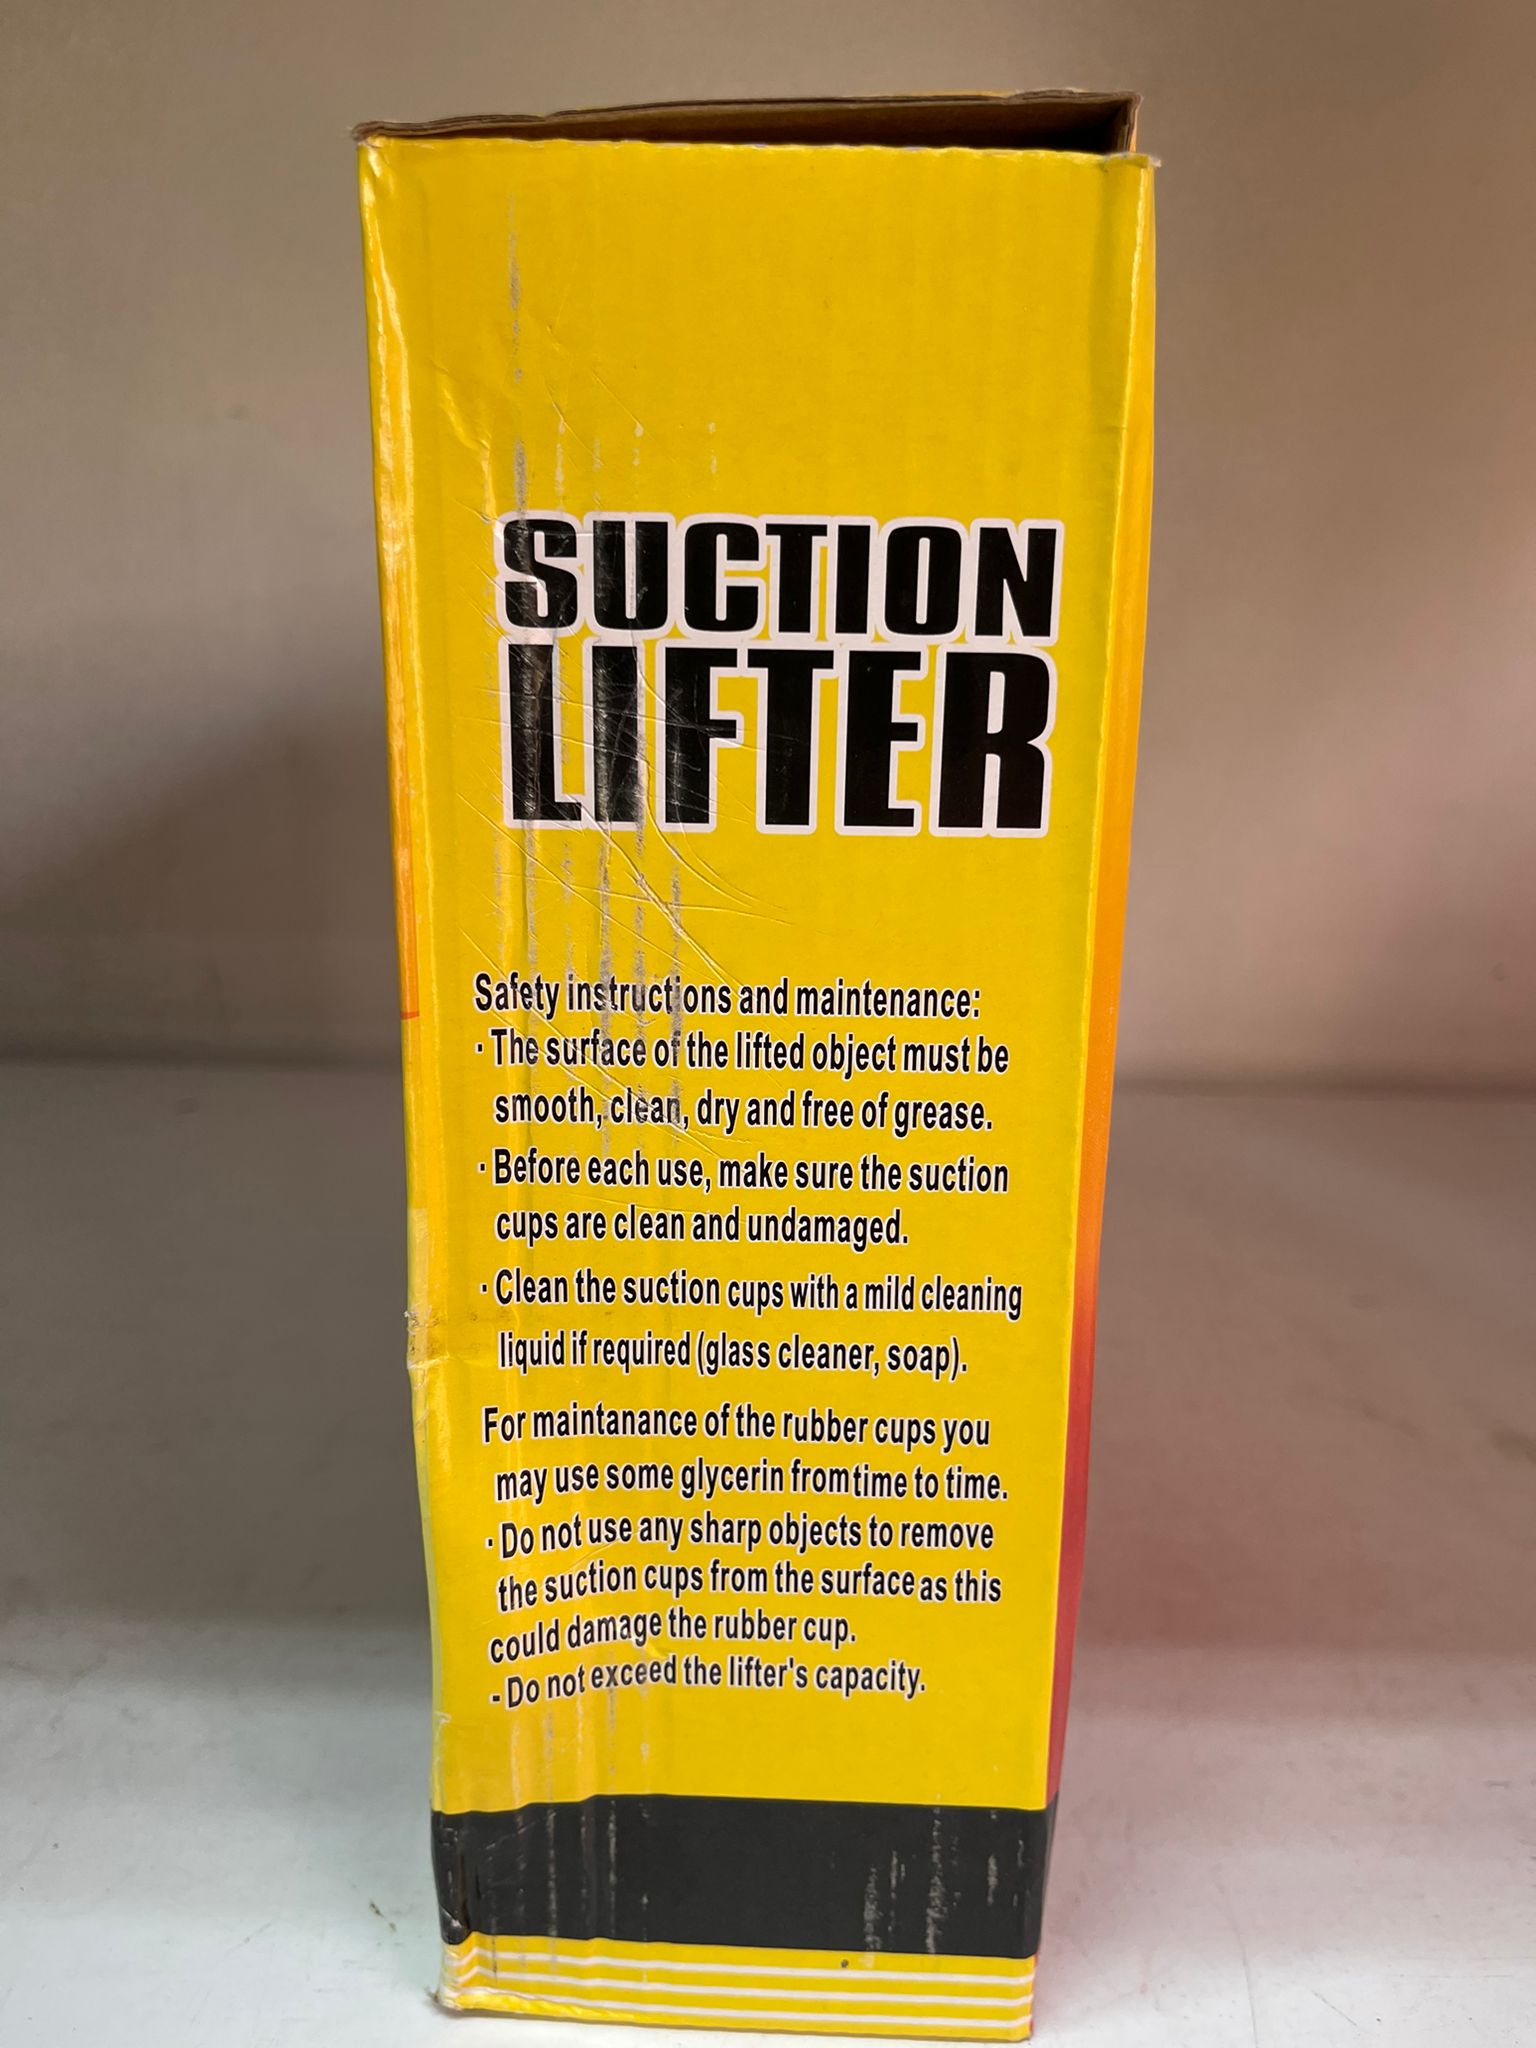 SUCTION
LIFTER
Safety instructions and maintenance:
· The surface of the lifted object must be
smooth, clean, dry and free of grease.
· Before each use, make sure the suction
cups are clean and undamaged.
· Clean the suction cups with a mild cleaning
liquid if required (glass cleaner, soap).
For maintanance of the rubber cups you
may use some glycerin from time to time.
· Do not use any sharp objects to remove
the suction cups from the surface as this
could damage the rubber cup.
- Do not exceed the lifter's capacity.